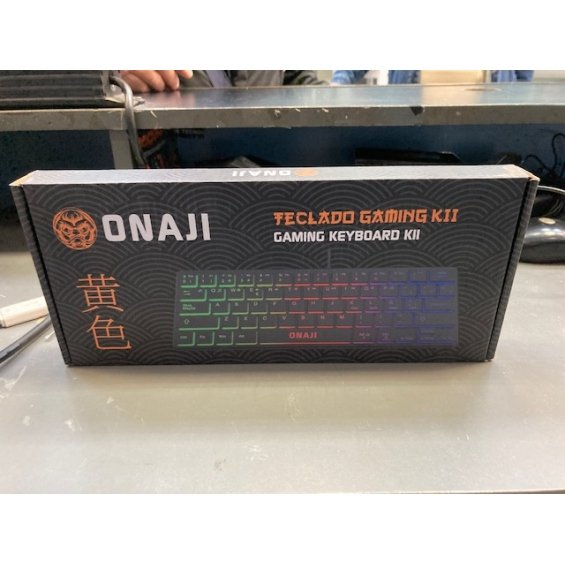 ONAJI
TECLADO GAMING KII
GAMING KEYBOARD KII
黄色
ONAJI